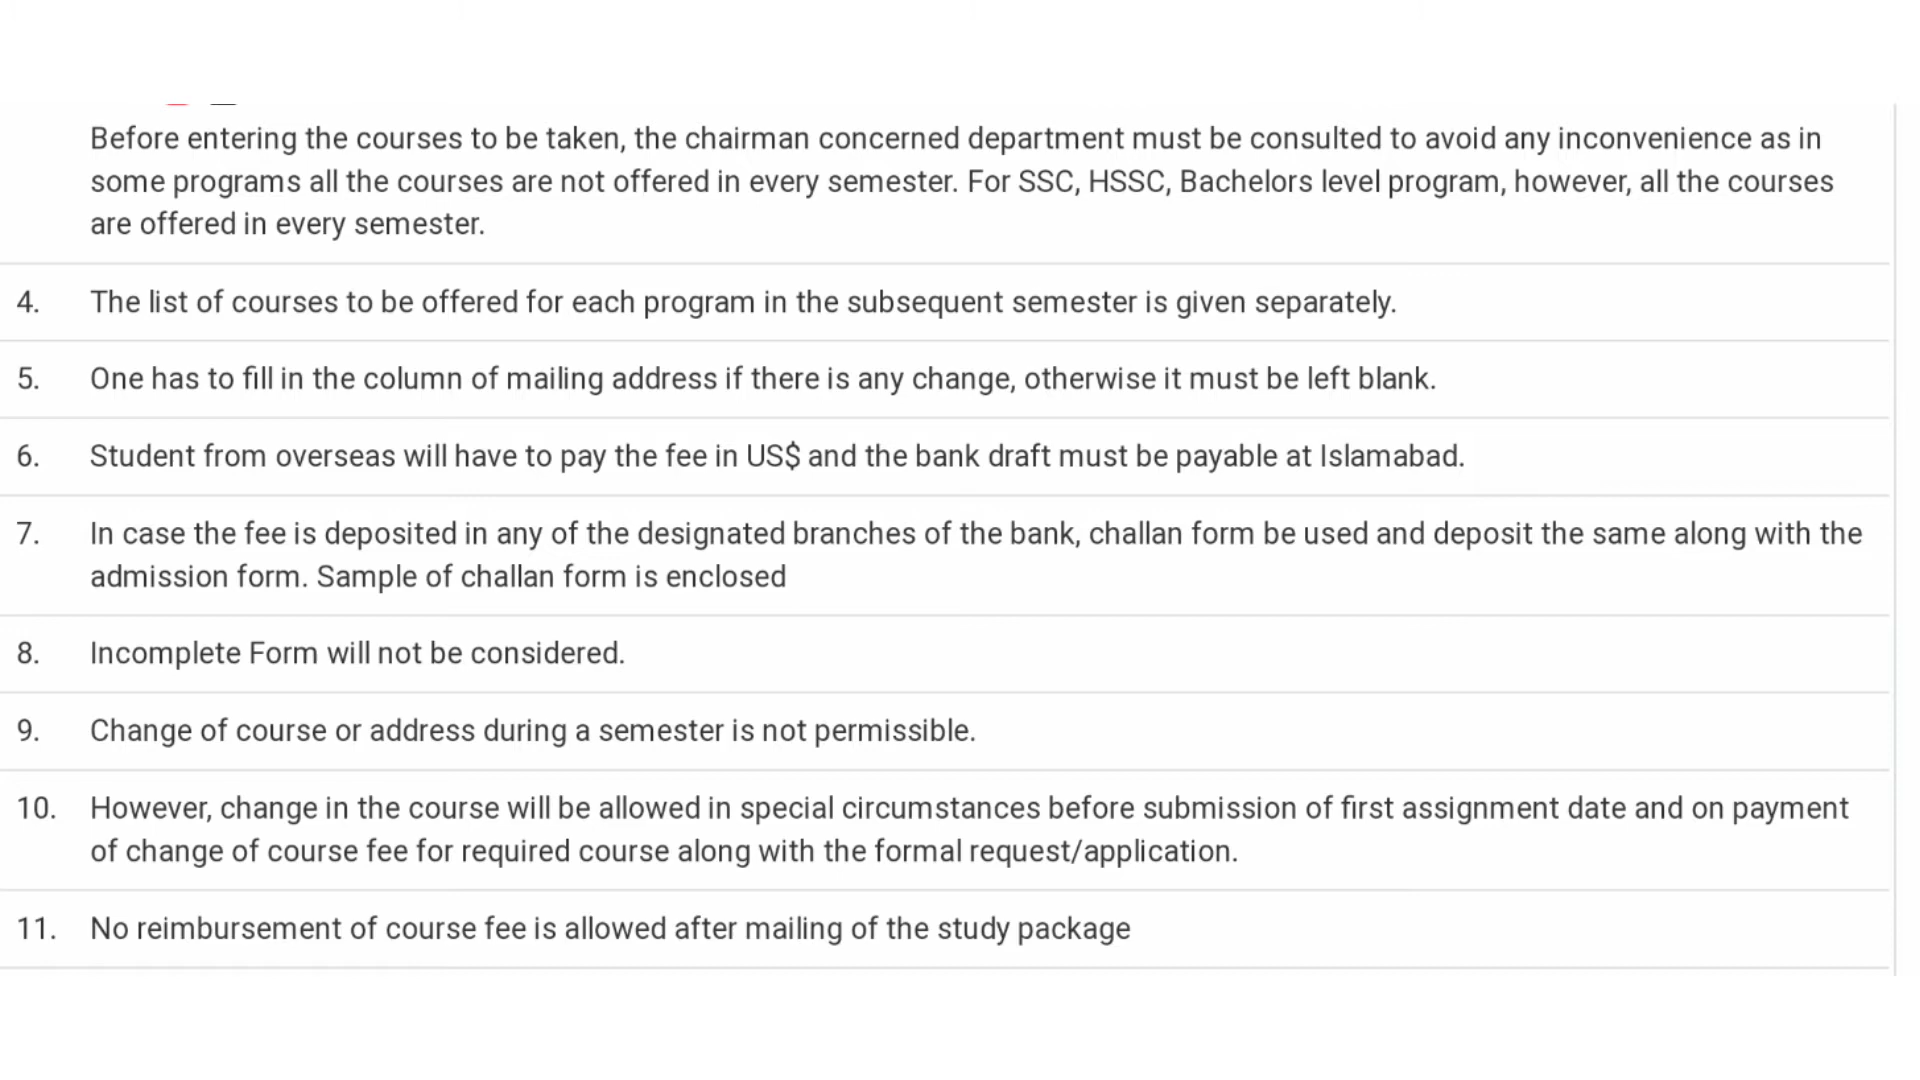 Before entering the courses to be taken, the chairman concerned department must be consulted to avoid any inconvenience as in
some programs all the courses are not offered in every semester. For SSC, HSSC, Bachelors level program, however, all the courses
are offered in every semester.
4. The list of courses to be offered for each program in the subsequent semester is given separately.
5. One has to fill in the column of mailing address if there is any change, otherwise it must be left blank.
6. Student from overseas will have to pay the fee in US$ and the bank draft must be payable at Islamabad.
7. In case the fee is deposited in any of the designated branches of the bank, challan form be used and deposit the same along with the
admission form. Sample of challan form is enclosed
8. Incomplete Form will not be considered.
9. Change of course or address during a semester is not permissible.
10. However, change in the course will be allowed in special circumstances before submission of first assignment date and on payment
of change of course fee for required course along with the formal request/application.
11. No reimbursement of course fee is allowed after mailing of the study package